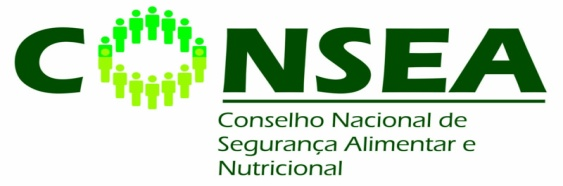 CONSEA
Conselho Nacional de
Segurança Alimentar e
Nutricional